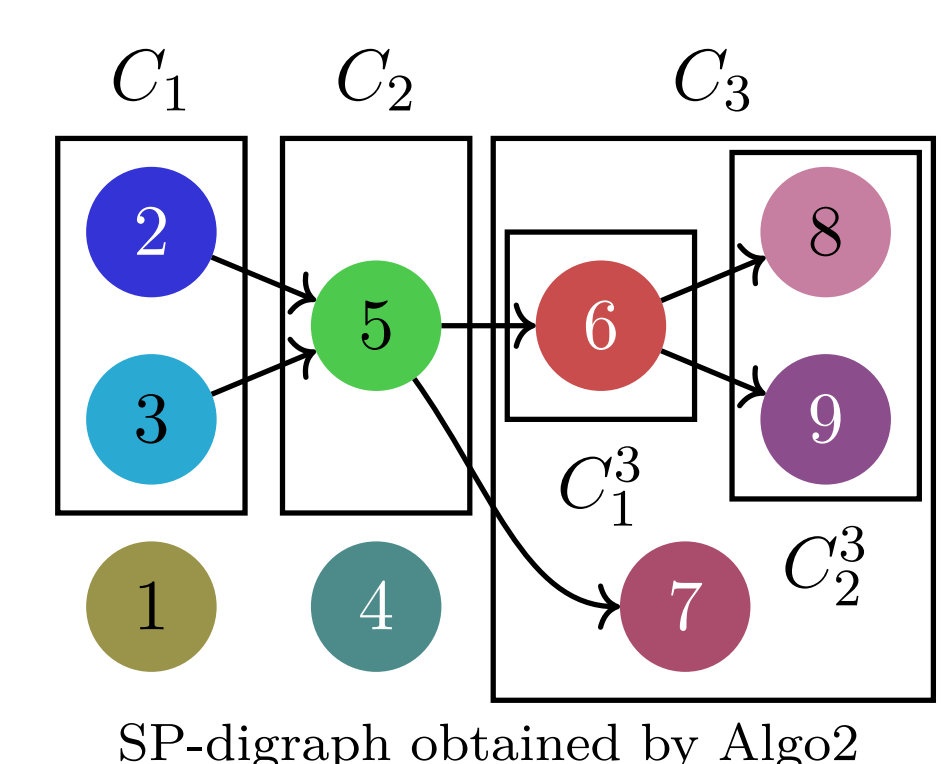 C₁ C₂ C₃
2 8
5 6
3 9
C₁³
C₂³
1 4 7
SP-digraph obtained by Algo2